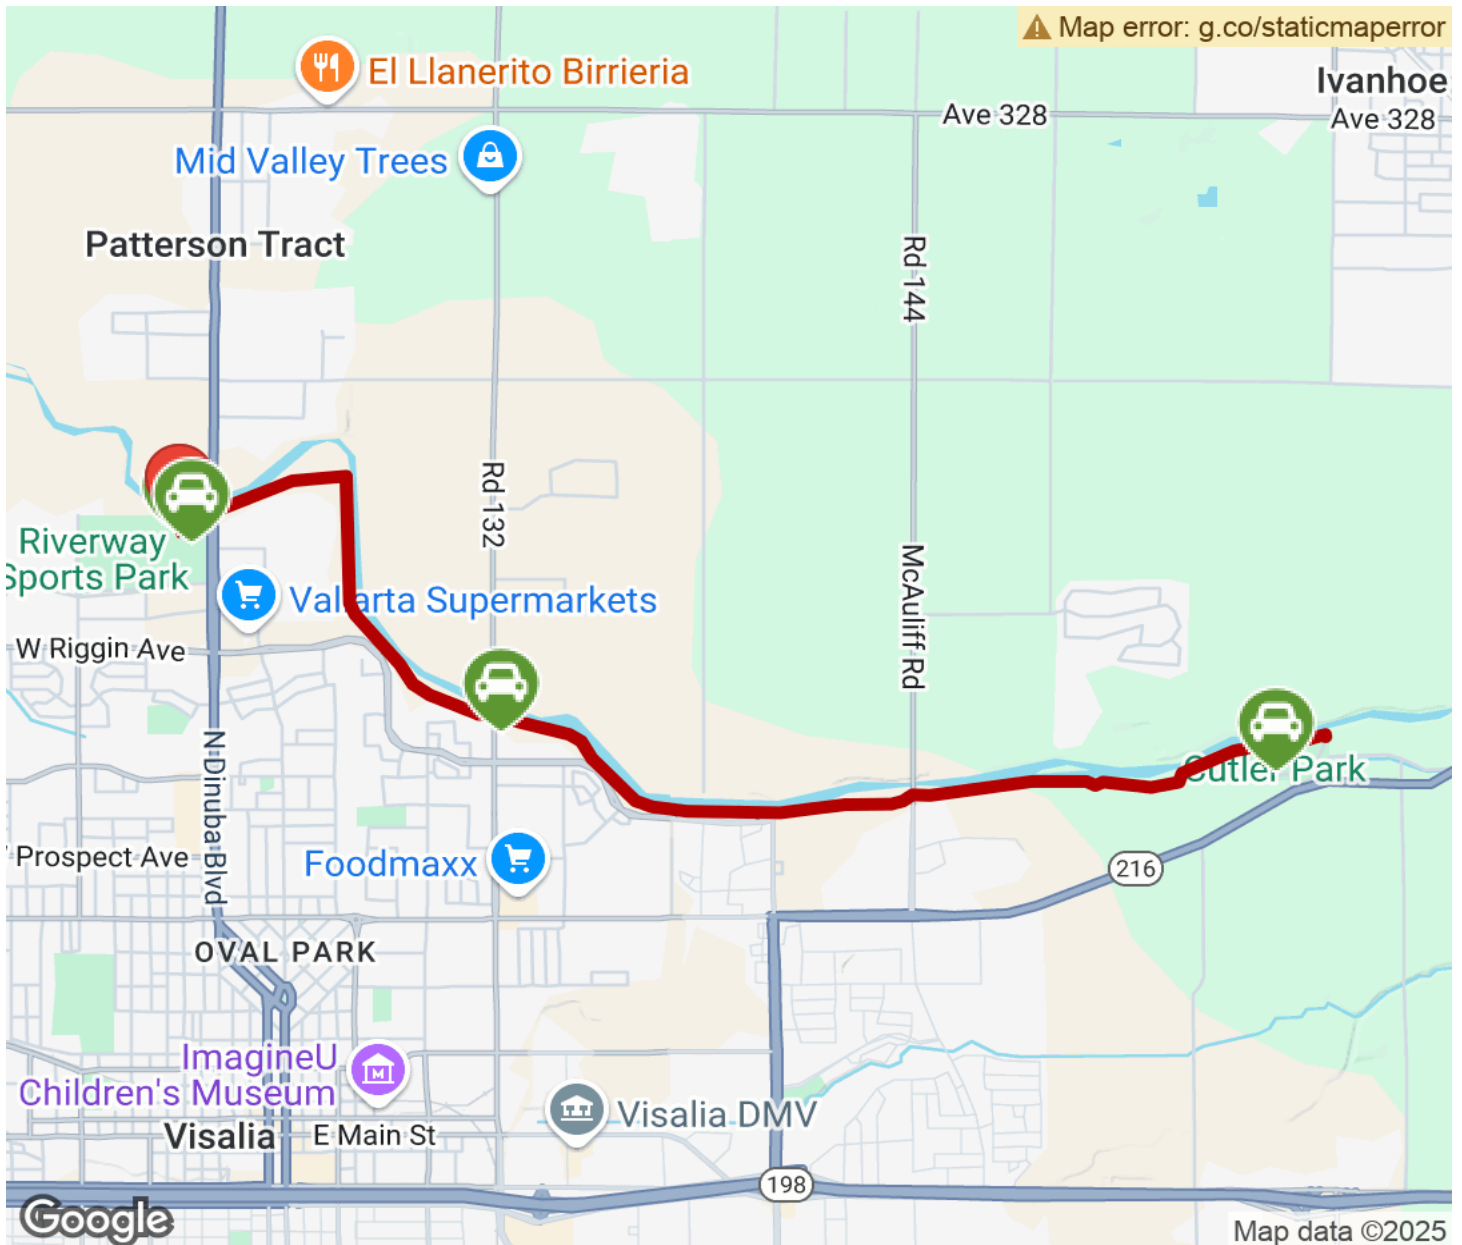 Map error: g.co/staticmaperror
El Llanerito Birrieria
Ivanhoe
Ave 328
Ave 328
Mid Valley Trees
Patterson Tract
Rd 144
Rd 132
Riverway
Sports Park
Vallarta Supermarkets
McAuliff Rd
W Riggin Ave
N Dinuba Blvd
Cutler Park
Prospect Ave
Foodmaxx
216
OVAL PARK
ImagineU
Children's Museum
Visalia DMV
Visalia
E Main St
198
Google
Map data ©2025